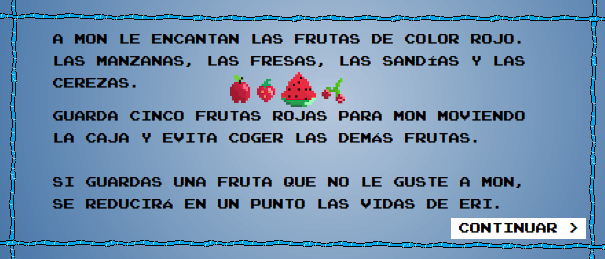 A MON LE ENCANTAN LAS FRUTAS DE COLOR ROJO.
LAS MANZANAS, LAS FRESAS, LAS SANDíAS Y LAS
CEREZAS.
GUARDA CINCO FRUTAS ROJAS PARA MON MOVIENDO
LA CAJA Y EVITA COGER LAS DEMáS FRUTAS.
SI GUARDAS UNA FRUTA QUE NO LE GUSTE A MON,
SE REDUCIRá EN UN PUNTO LAS VIDAS DE ERI.
CONTINUAR >